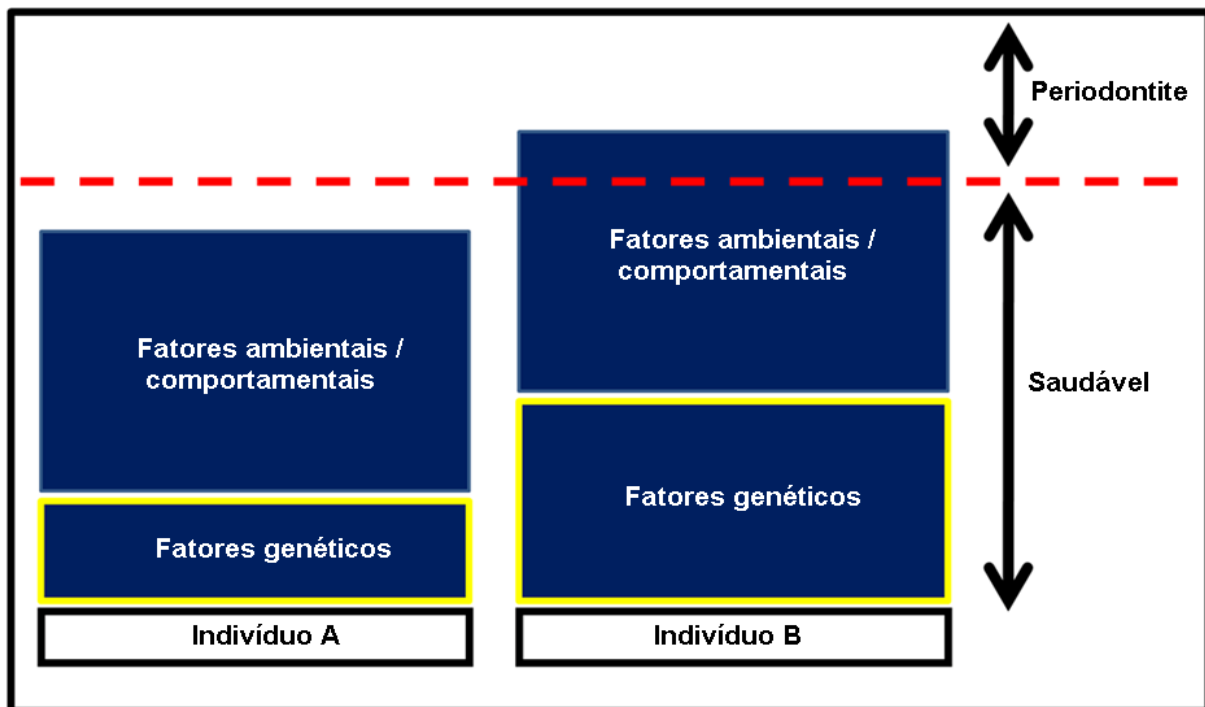 Periodontite
Fatores ambientais /
comportamentais
Fatores ambientais /
comportamentais
Saudável
Fatores genéticos
Fatores genéticos
Indivíduo A
Indivíduo B